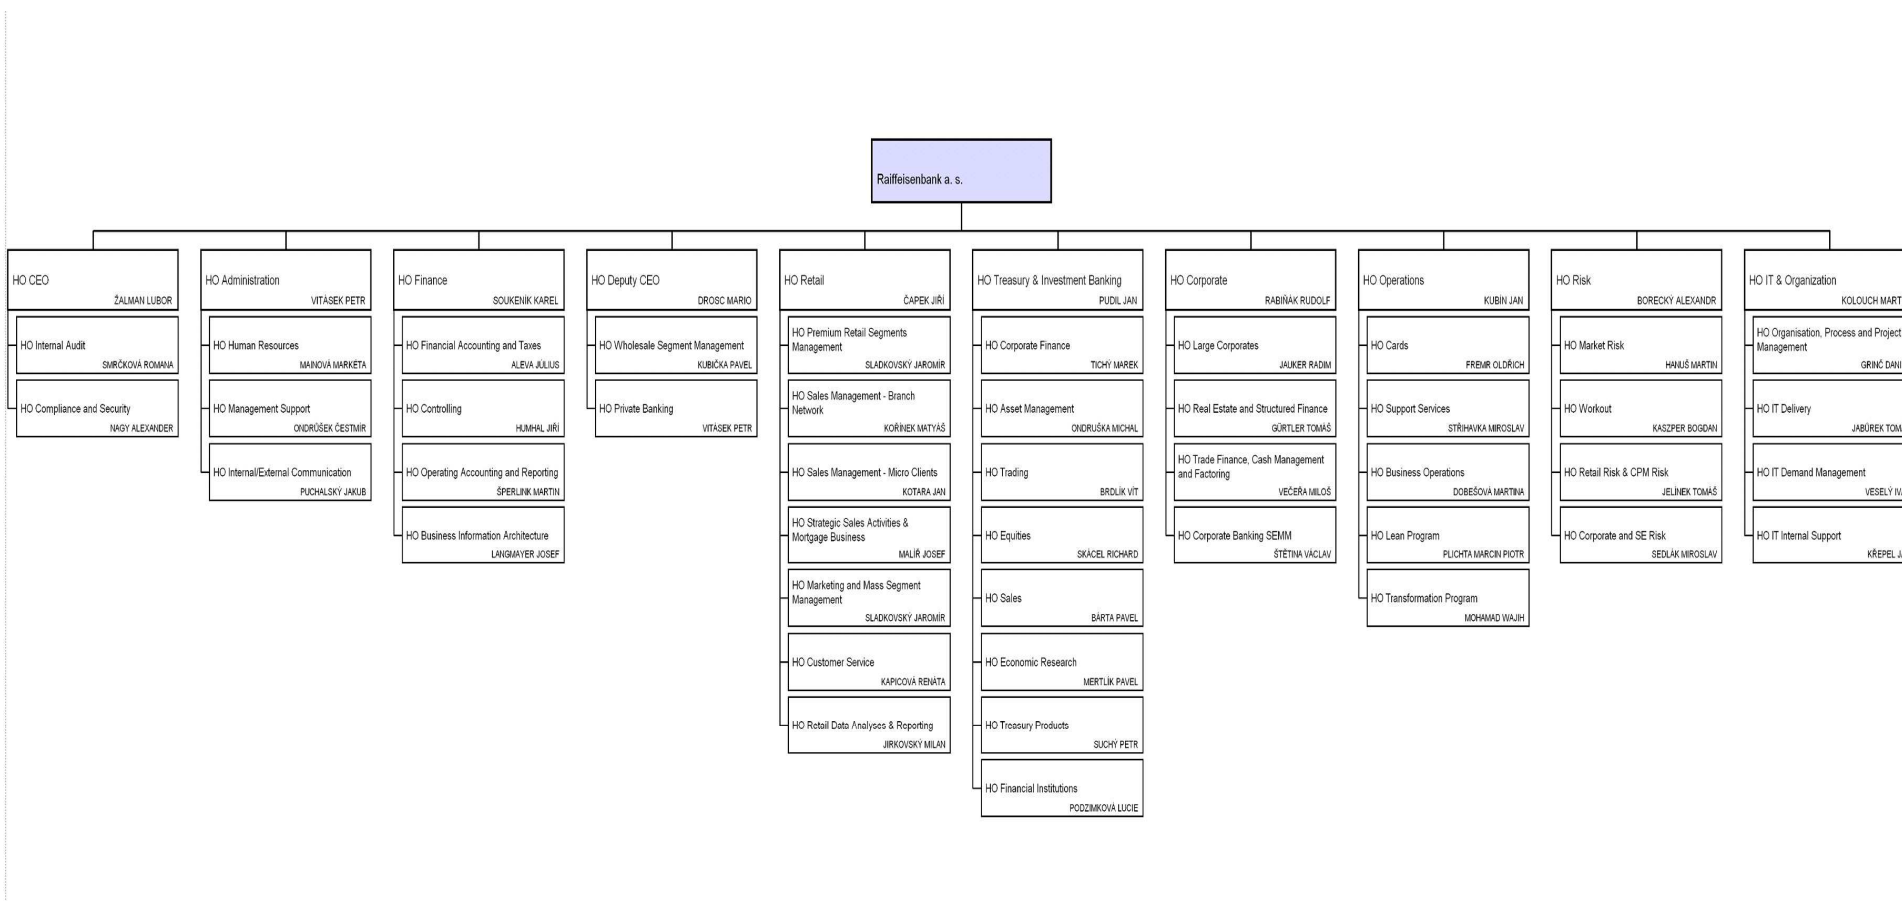 Raiffeisenbank a. s.
HO CEO
ŽALMAN LUBOR
HO Internal Audit
SMRČKOVÁ ROMANA
HO Compliance and Security
NAGY ALEXANDER
HO Administration
VITÁSEK PETR
HO Human Resources
MAINOVÁ MARKÉTA
HO Management Support
ONDRŮŠEK ČESTMÍR
HO Internal/External Communication
PUCHALSKÝ JAKUB
HO Finance
SOUKENÍK KAREL
HO Financial Accounting and Taxes
ALEVA JÚLIUS
HO Controlling
HUMHAL JIŘÍ
HO Operating Accounting and Reporting
ŠPERLINK MARTIN
HO Business Information Architecture
LANGMAYER JOSEF
HO Deputy CEO
DROSC MARIO
HO Wholesale Segment Management
KUBIČKA PAVEL
HO Private Banking
VITÁSEK PETR
HO Retail
ČAPEK JIŘÍ
HO Premium Retail Segments
Management
SLADKOVSKÝ JAROMÍR
HO Sales Management - Branch
Network
KOŘÍNEK MATYÁŠ
HO Sales Management - Micro Clients
KOTARA JAN
HO Strategic Sales Activities &
Mortgage Business
MALÍŘ JOSEF
HO Marketing and Mass Segment
Management
SLADKOVSKÝ JAROMÍR
HO Customer Service
KAPICOVÁ RENÁTA
HO Retail Data Analyses & Reporting
JIRKOVSKÝ MILAN
HO Treasury & Investment Banking
PUDIL JAN
HO Corporate Finance
TICHÝ MAREK
HO Asset Management
ONDRUŠKA MICHAL
HO Trading
BRDLÍK VÍT
HO Equities
SKÁCEL RICHARD
HO Sales
BÁRTA PAVEL
HO Economic Research
MERTLÍK PAVEL
HO Treasury Products
SUCHÝ PETR
HO Financial Institutions
PODZIMKOVÁ LUCIE
HO Corporate
RABIŇÁK RUDOLF
HO Large Corporates
JAUKER RADIM
HO Real Estate and Structured Finance
GÜRTLER TOMÁŠ
HO Trade Finance, Cash Management
and Factoring
VEČEŘA MILOŠ
HO Corporate Banking SEMM
ŠTĚTINA VÁCLAV
HO Operations
KUBÍN JAN
HO Cards
FREMR OLDŘICH
HO Support Services
STŘIHAVKA MIROSLAV
HO Business Operations
DOBEŠOVÁ MARTINA
HO Lean Program
PLICHTA MARCIN PIOTR
HO Transformation Program
MOHAMAD WAJIH
HO Risk
BORECKÝ ALEXANDR
HO Market Risk
HANUŠ MARTIN
HO Workout
KASZPER BOGDAN
HO Retail Risk & CPM Risk
JELÍNEK TOMÁŠ
HO Corporate and SE Risk
SEDLÁK MIROSLAV
HO IT & Organization
KOLOUCH MART
HO Organisation, Process and Project
Management
GRINČ DANI
HO IT Delivery
JABŮREK TOM
HO IT Demand Management
VESELÝ
HO IT Internal Support
KŘEPEL